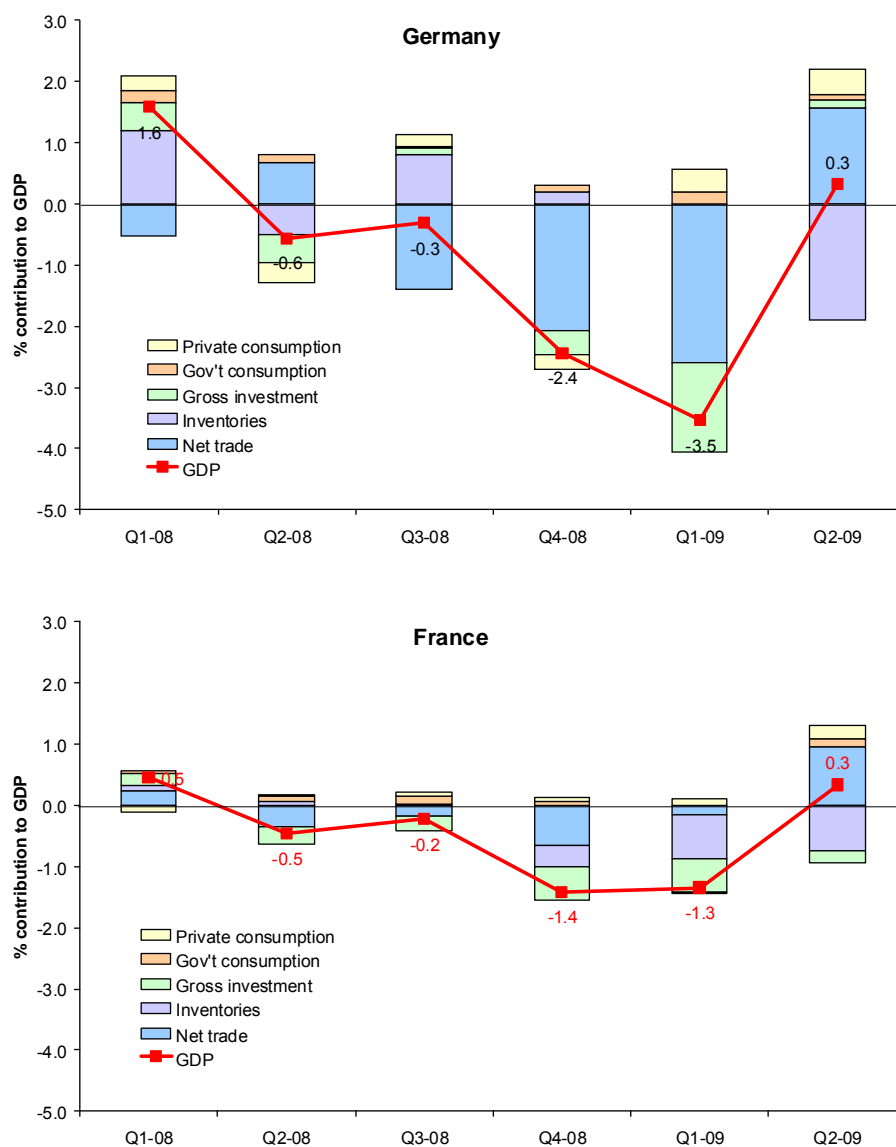 Germany
% contribution to GDP
3.0
2.0
1.0
0.0
-1.0
-2.0
-3.0
-4.0
-5.0
1.6
-0.6
-0.3
-2.4
-3.5
0.3
Private consumption
Gov't consumption
Gross investment
Inventories
Net trade
GDP
Q1-08 Q2-08 Q3-08 Q4-08 Q1-09 Q2-09
France
% contribution to GDP
3.0
2.0
1.0
0.0
-1.0
-2.0
-3.0
-4.0
-5.0
0.5
-0.5
-0.2
-1.4
-1.3
0.3
Private consumption
Gov't consumption
Gross investment
Inventories
Net trade
GDP
Q1-08 Q2-08 Q3-08 Q4-08 Q1-09 Q2-09